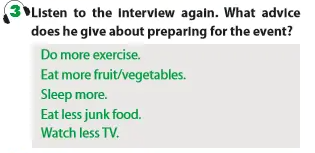 3 Listen to the interview again. What advice
does he give about preparing for the event?
Do more exercise.
Eat more fruit/vegetables.
Sleep more.
Eat less junk food.
Watch less TV.